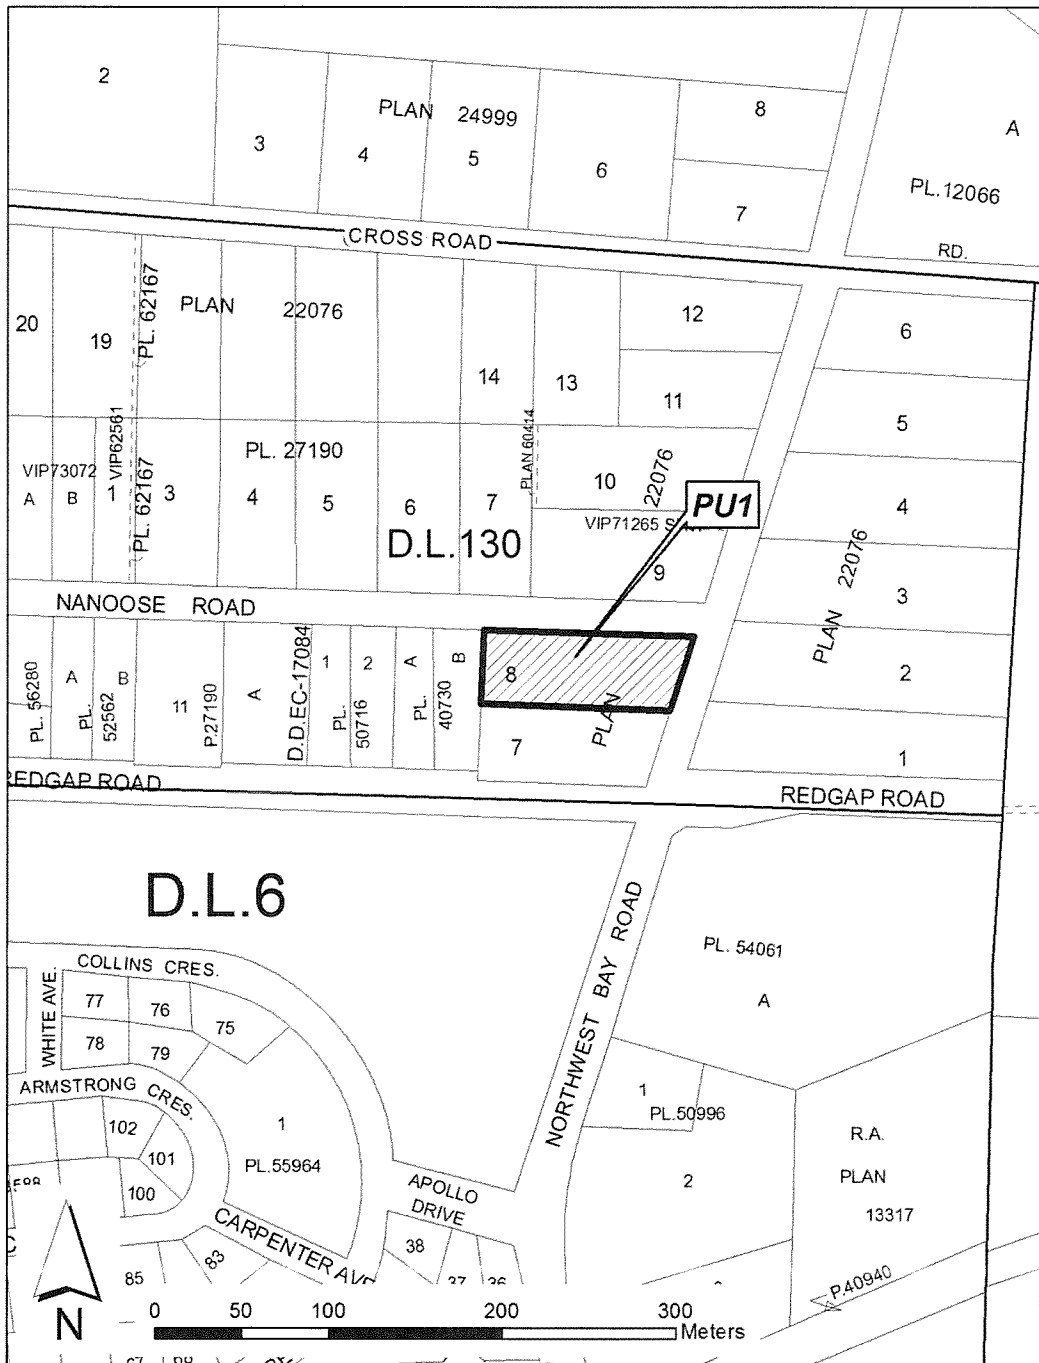 2
PLAN 24999
3
4
5
6
8
7
A
PL.12066
CROSS ROAD
RD.
20
19
PL. 62167
PLAN 22076
14
13
12
11
6
5
4
3
2
1
PLAN 22076
VIP73072
A
B
VIP62561
1
PL. 62167
3
PL. 27190
4
5
6
7
PLAN 60414
10
22076
VIP71265
9
PU1
D.L.130
NANOOSE ROAD
PL. 56280
A
PL.
B
52562
11
P.27190
A
D.D.EC-17084
1
PL.
2
50716
A
PL.
B
40730
8
PLAN
7
REDGAP ROAD
REDGAP ROAD
D.L.6
NORTHWEST BAY ROAD
PL. 54061
A
COLLINS CRES.
WHITE AVE.
77
76
75
78
79
ARMSTRONG CRES.
102
101
100
1
PL.55964
CARPENTER AVE
APOLLO
DRIVE
38
37
36
83
85
1
PL.50996
2
R.A.
PLAN
13317
P.40940
N
0 50 100 200 300
Meters